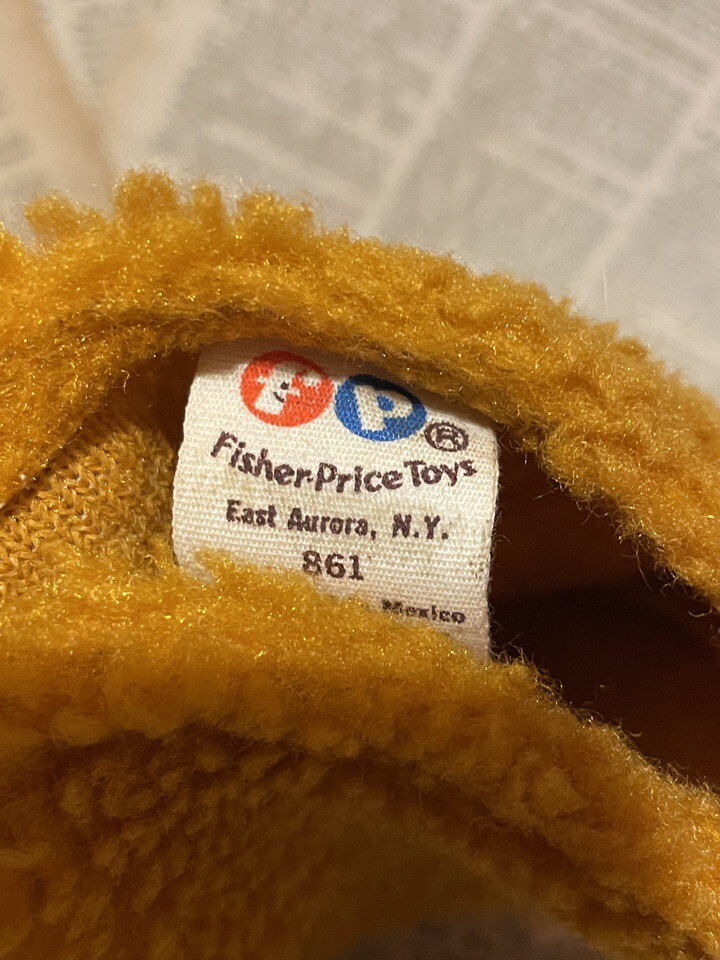 FP®
Fisher-Price Toys
East Aurora, N.Y.
861
Mexico